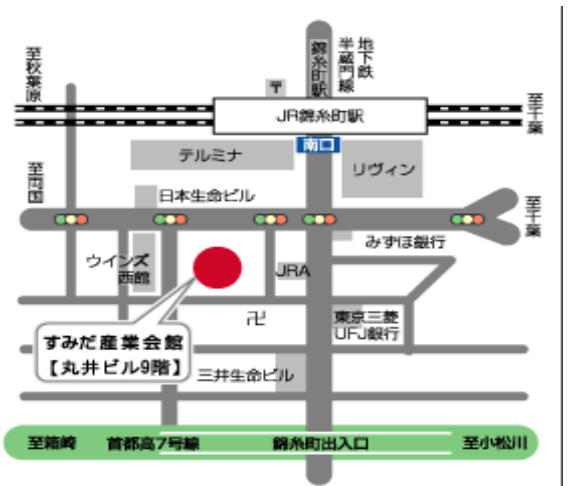 至秋葉原
錦糸町駅
地下鉄
半蔵門線
〒
JR錦糸町駅
至千葉
南口
テルミナ
リヴィン
至両国
日本生命ビル
至千葉
みずほ銀行
ウインズ
西館
JRA
卍
東京三菱
UFJ銀行
すみだ産業会館
【丸井ビル9階】
三井生命ビル
至箱崎
首都高7号線
錦糸町出入口
至小松川